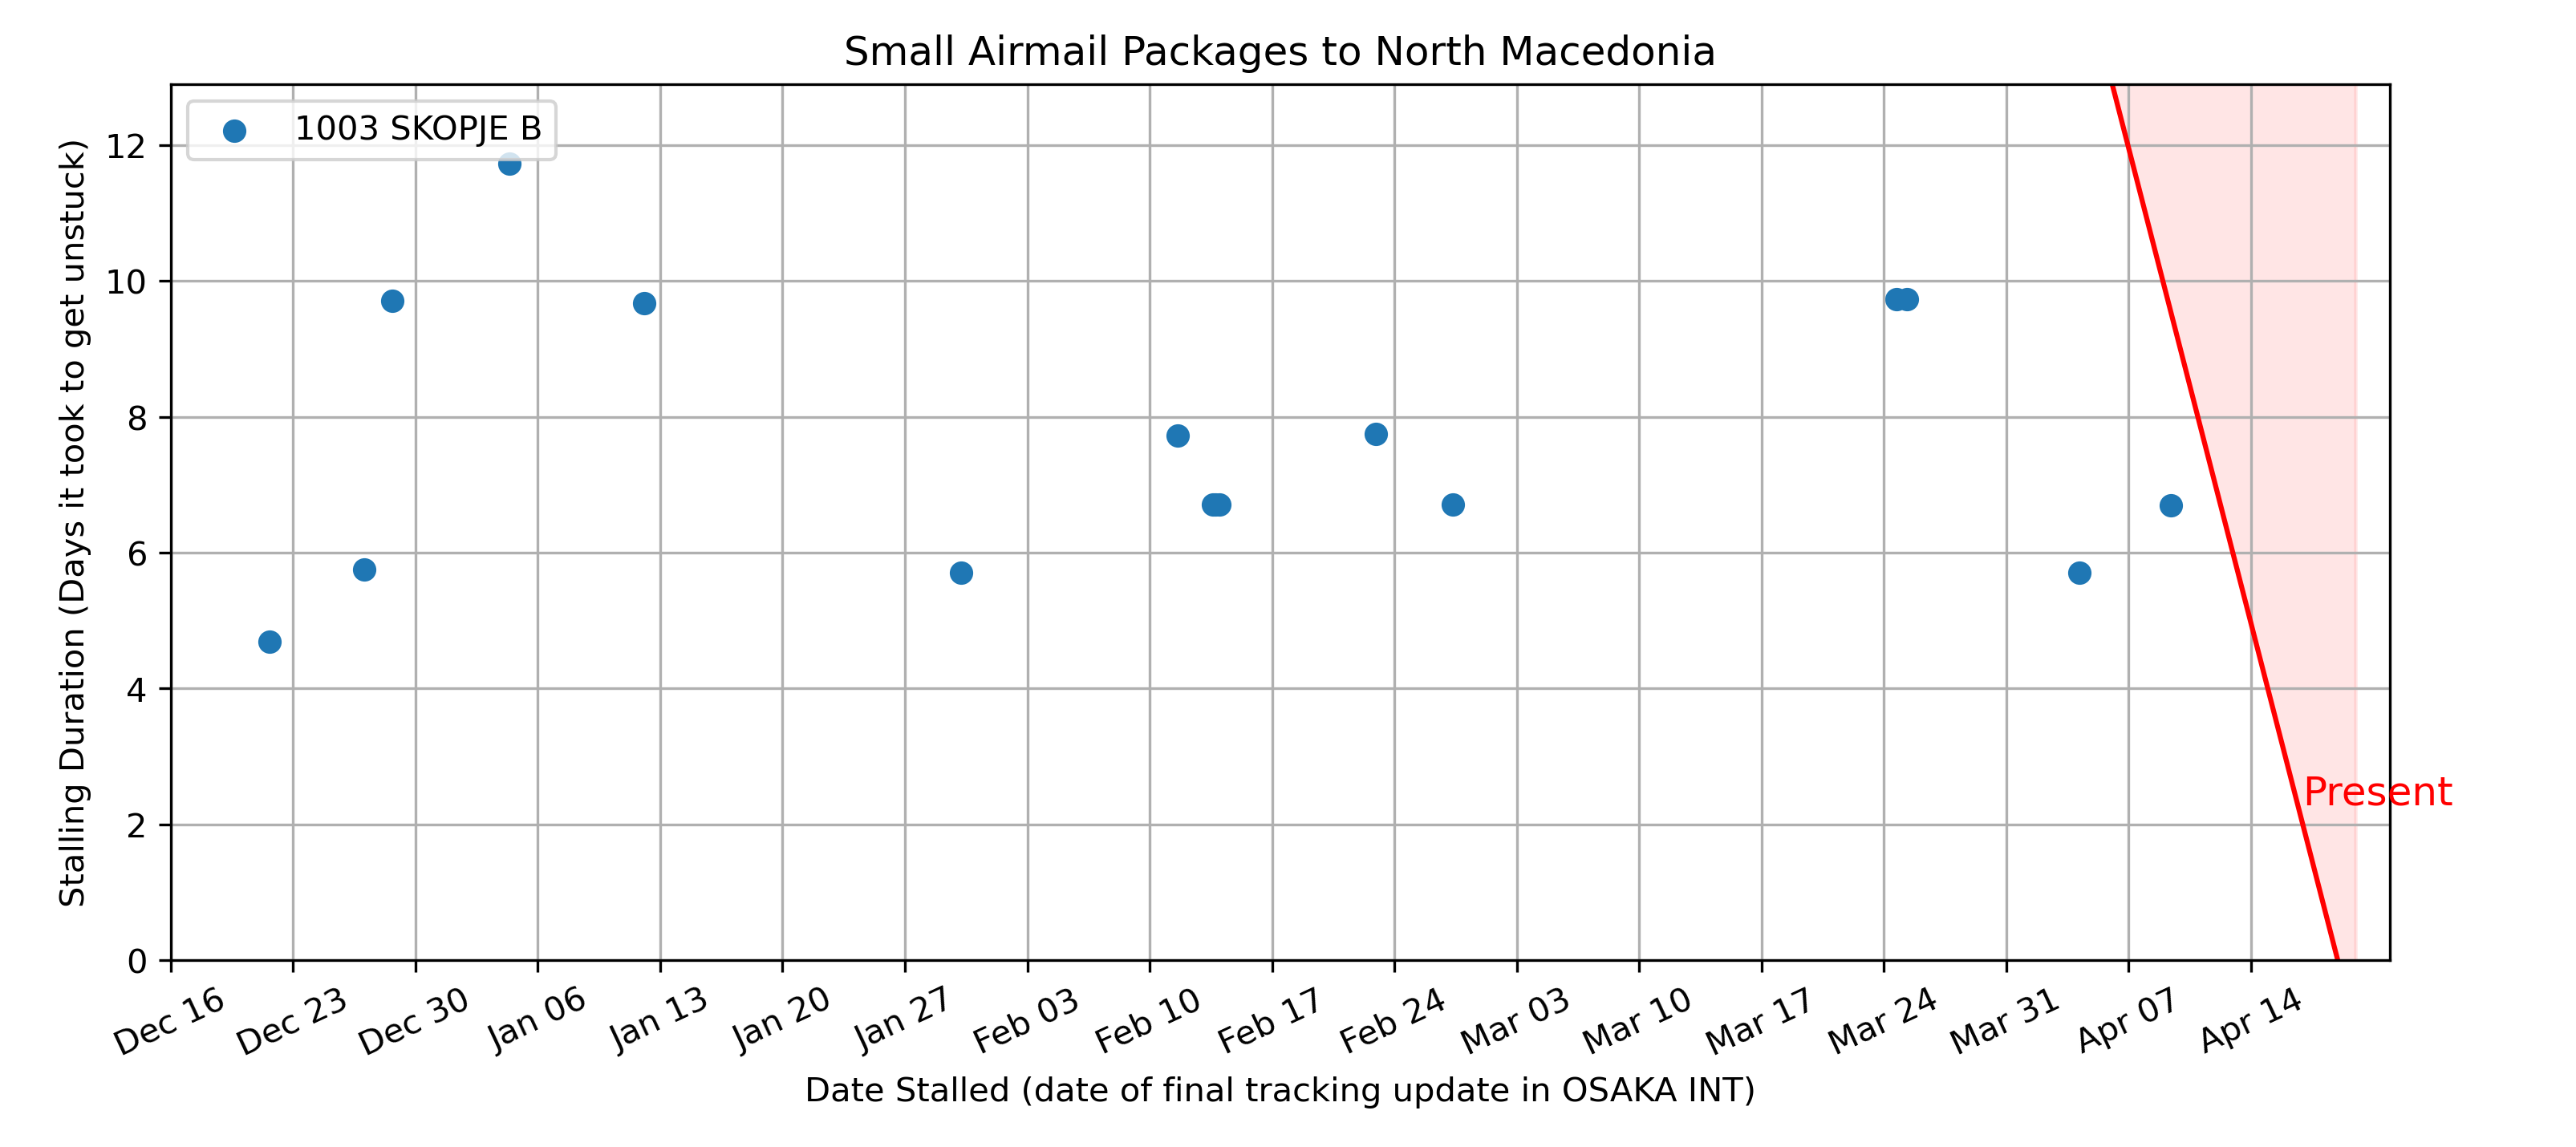 Small Airmail Packages to North Macedonia
1003 SKOPJE B
Stalling Duration (Days it took to get unstuck)
12
10
8
6
4
2
0
Present
Dec 16
Dec 23
Dec 30
Jan 06
Jan 13
Jan 20
Jan 27
Feb 03
Feb 10
Feb 17
Feb 24
Mar 03
Mar 10
Mar 17
Mar 24
Mar 31
Apr 07
Apr 14
Date Stalled (date of final tracking update in OSAKA INT)